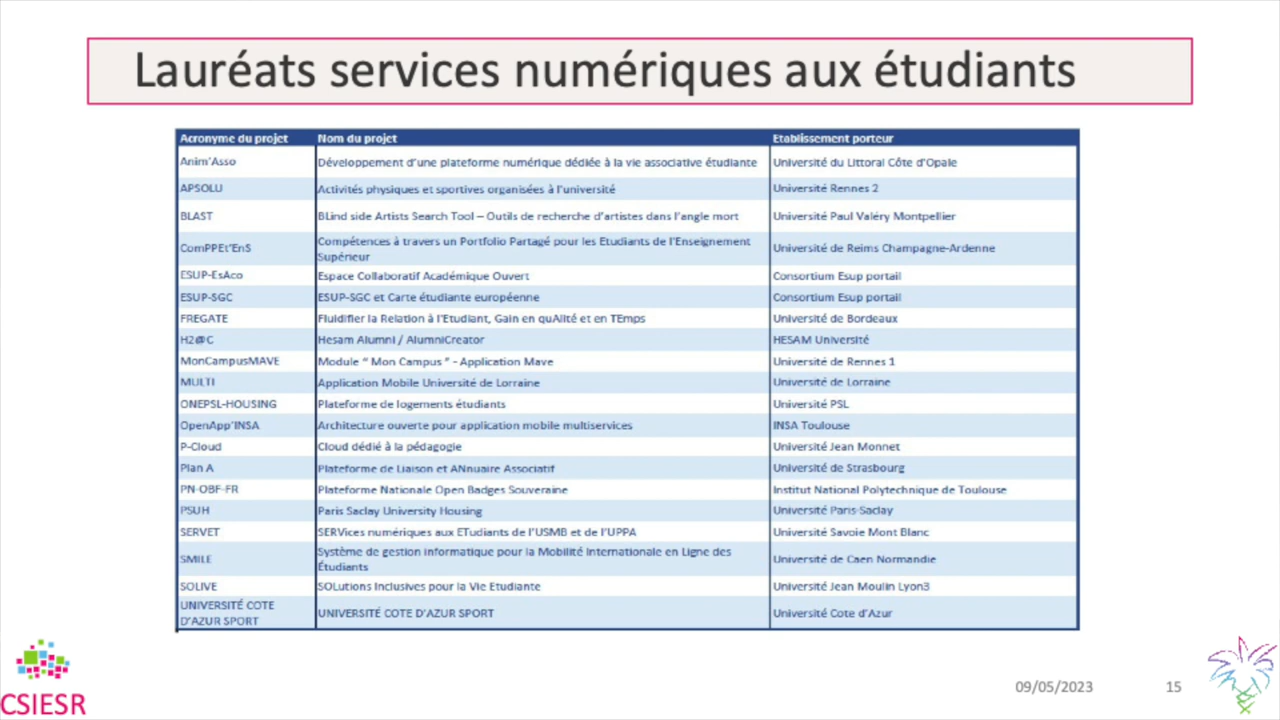 Lauréats services numériques aux étudiants
Acronyme du projet Nom du projet Etablissement porteur
Anim'Asso Développement d'une plateforme numérique dédiée à la vie associative étudiante Université du Littoral Côte d'Opale
APSOLU Activités physiques et sportives organisées à l'université Université Rennes 2
BLAST BLind side Artists Search Tool – Outils de recherche d'artistes dans l'angle mort Université Paul Valéry Montpellier
ComPPEt'EnS Compétences à travers un Portfolio Partagé pour les Etudiants de l'Enseignement
Supérieur Université de Reims Champagne-Ardenne
ESUP-EsAco Espace Collaboratif Académique Ouvert Consortium Esup portail
ESUP-SGC ESUP-SGC et Carte étudiante européenne Consortium Esup portail
FREGATE Fluidifier la Relation à l'Etudiant, Gain en quAlité et en TEmps Université de Bordeaux
H2@C Hesam Alumni / AlumniCreator HESAM Université
MonCampusMAVE Module " Mon Campus " - Application Mave Université de Rennes 1
MULTI Application Mobile Université de Lorraine Université de Lorraine
ONEPSL-HOUSING Plateforme de logements étudiants Université PSL
OpenApp'INSA Architecture ouverte pour application mobile multiservices INSA Toulouse
P-Cloud Cloud dédié à la pédagogie Université Jean Monnet
Plan A Plateforme de Liaison et ANnuaire Associatif Université de Strasbourg
PN-OBF-FR Plateforme Nationale Open Badges Souveraine Institut National Polytechnique de Toulouse
PSUH Paris Saclay University Housing Université Paris-Saclay
SERVET SERVices numériques aux ETudiants de l'USMB et de l'UPPA Université Savoie Mont Blanc
SMILE Système de gestion informatique pour la Mobilité Internationale en Ligne des
Étudiants Université de Caen Normandie
SOLIVE SOLutions Inclusives pour la Vie Etudiante Université Jean Moulin Lyon3
UNIVERSITÉ COTE
D'AZUR SPORT UNIVERSITÉ COTE D'AZUR SPORT Université Cote d'Azur
CSIESR
09/05/2023 15